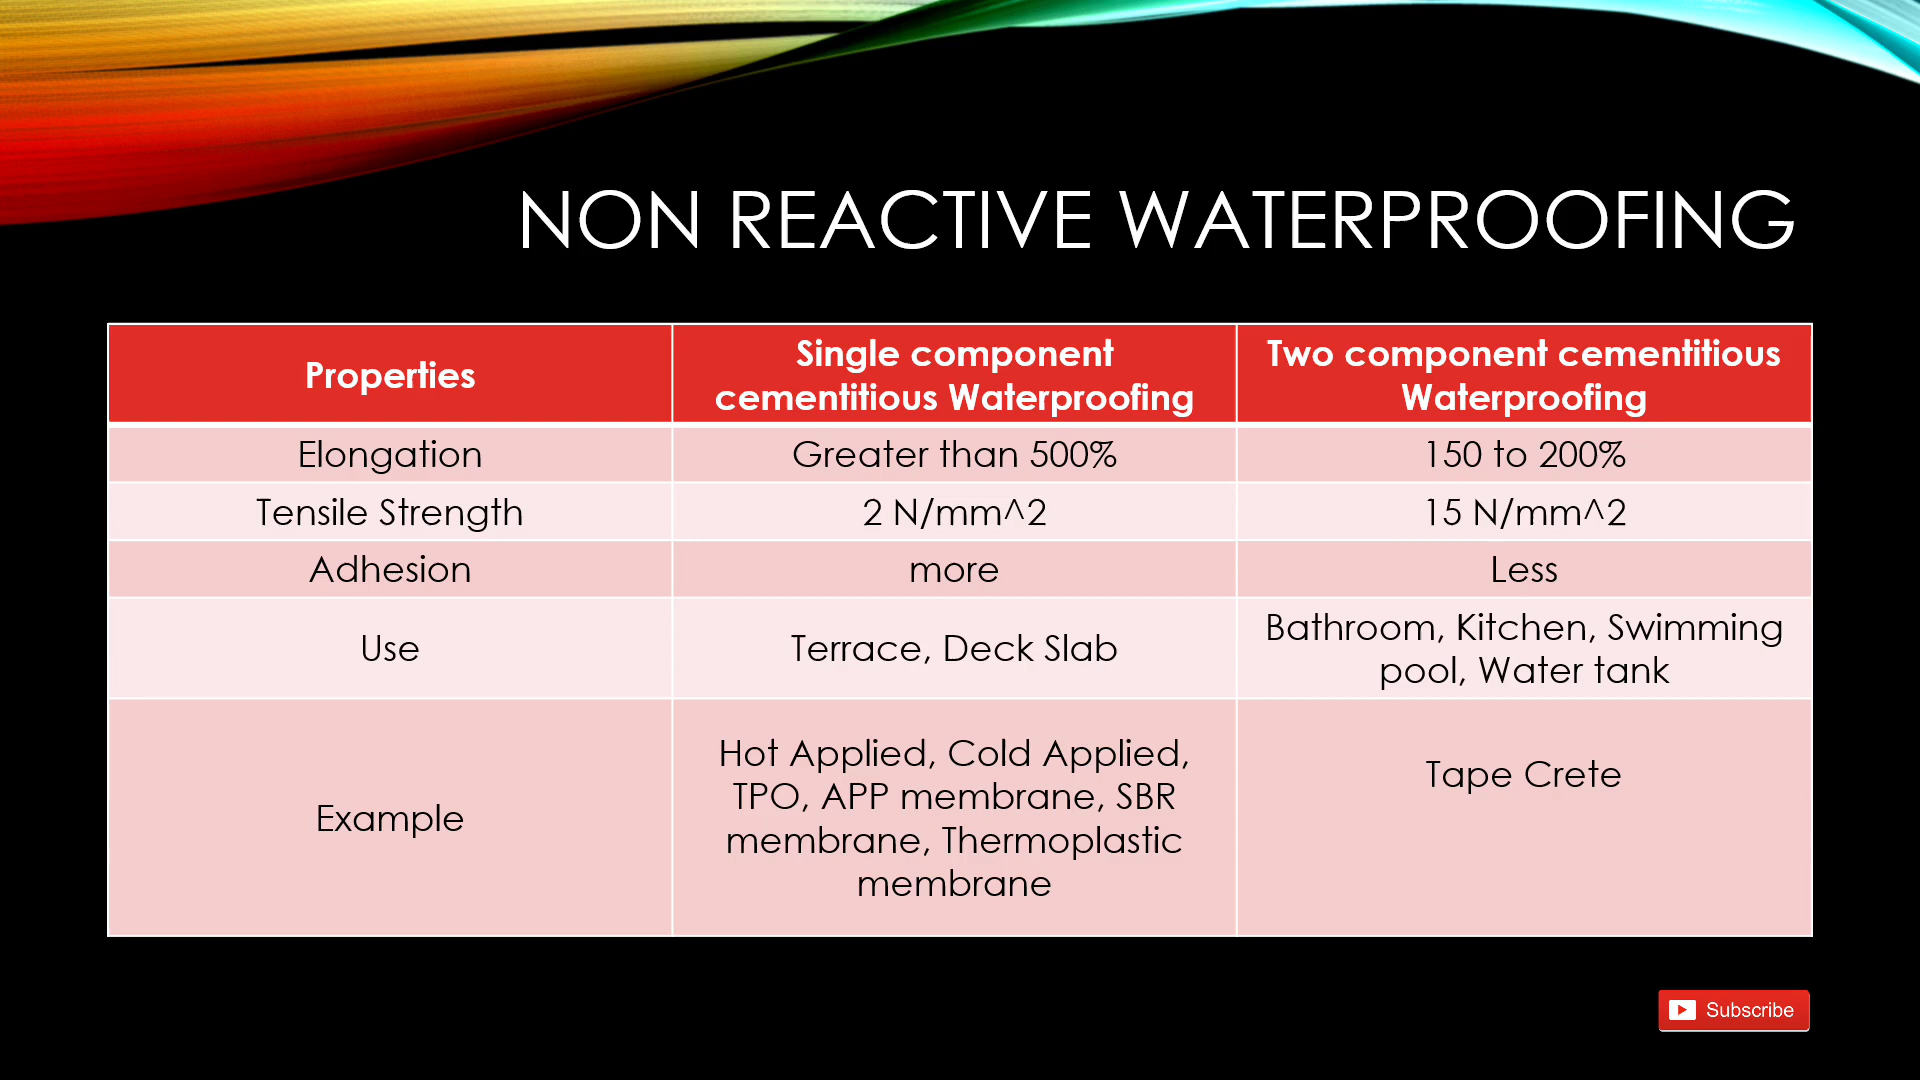 NON REACTIVE WATERPROOFING
Properties
Single component
cementitious Waterproofing
Two component cementitious
Waterproofing
Elongation
Greater than 500%
150 to 200%
Tensile Strength
2 N/mm^2
15 N/mm^2
Adhesion
more
Less
Use
Terrace, Deck Slab
Bathroom, Kitchen, Swimming
pool, Water tank
Example
Hot Applied, Cold Applied,
TPO, APP membrane, SBR
membrane, Thermoplastic
membrane
Tape Crete
Subscribe